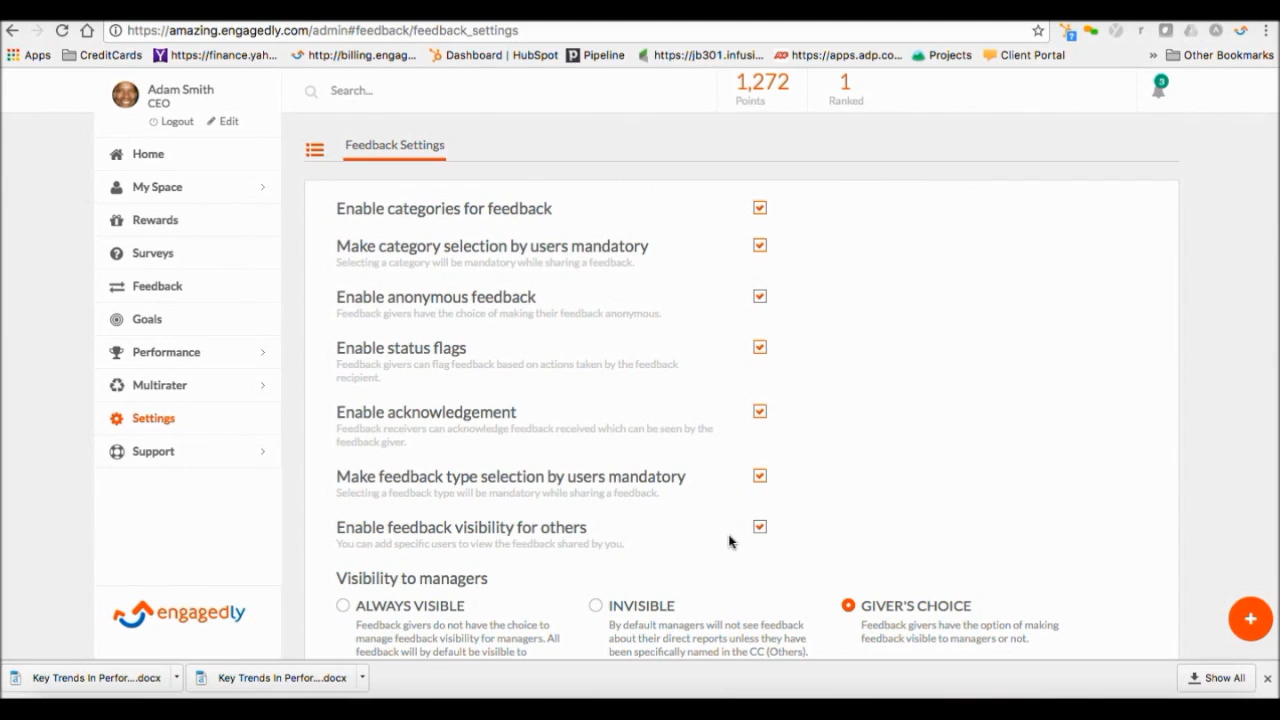 https://amazing.engagedly.com/admin#feedback/feedback_settings
Apps CreditCards https://finance.yah... http://billing.engag... Dashboard | HubSpot Pipeline https://jb301.infusi... https://apps.adp.co... Projects Client Portal » Other Bookmarks
Adam Smith
CEO
Logout Edit
Search...
1,272
Points
1
Ranked
3
Home
My Space
Rewards
Surveys
Feedback
Goals
Performance
Multirater
Settings
Support
engagedly
Feedback Settings
Enable categories for feedback
Make category selection by users mandatory
Selecting a category will be mandatory while sharing a feedback.
Enable anonymous feedback
Feedback givers have the choice of making their feedback anonymous.
Enable status flags
Feedback givers can flag feedback based on actions taken by the feedback
recipient.
Enable acknowledgement
Feedback receivers can acknowledge feedback received which can be seen by the
feedback giver.
Make feedback type selection by users mandatory
Selecting a feedback type will be mandatory while sharing a feedback.
Enable feedback visibility for others
You can add specific users to view the feedback shared by you.
Visibility to managers
ALWAYS VISIBLE
Feedback givers do not have the choice to
manage feedback visibility for managers. All
feedback will by default be visible to
INVISIBLE
By default managers will not see feedback
about their direct reports unless they have
been specifically named in the CC (Others).
GIVER'S CHOICE
Feedback givers have the option of making
feedback visible to managers or not.
+
Key Trends In Perfor....docx Key Trends In Perfor....docx Show All